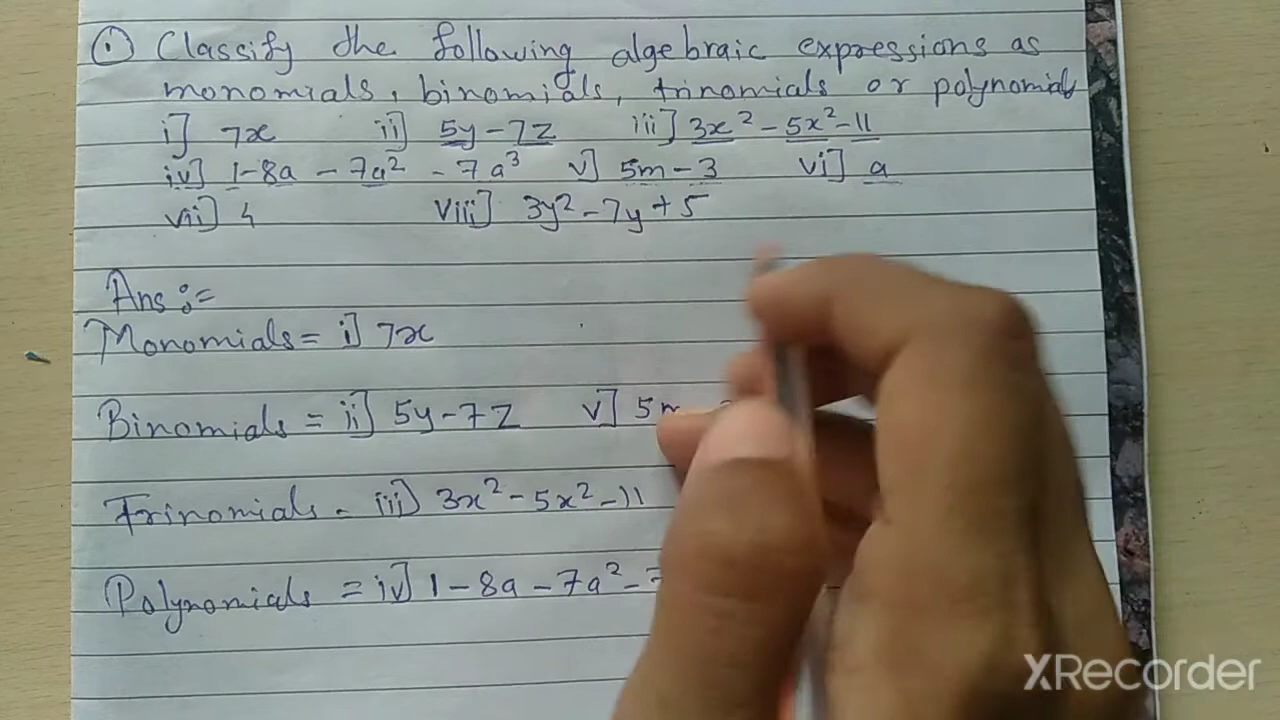 ① Classify the following algebraic expressions as
monomials, binomials, trinomials or polynomials
i] 7x ii] 5y - 7z iii] 3x² - 5x² - 11
iv] 1 - 8a - 7a² - 7a³ v] 5m - 3 vi] a
vii] 4 viii] 3y² - 7y + 5
Ans :=
Monomials = i] 7x
Binomials = ii] 5y - 7z v] 5m
Trinomials - iii] 3x² - 5x² - 11
Polynomials = iv] 1 - 8a - 7a² -
XRecorder